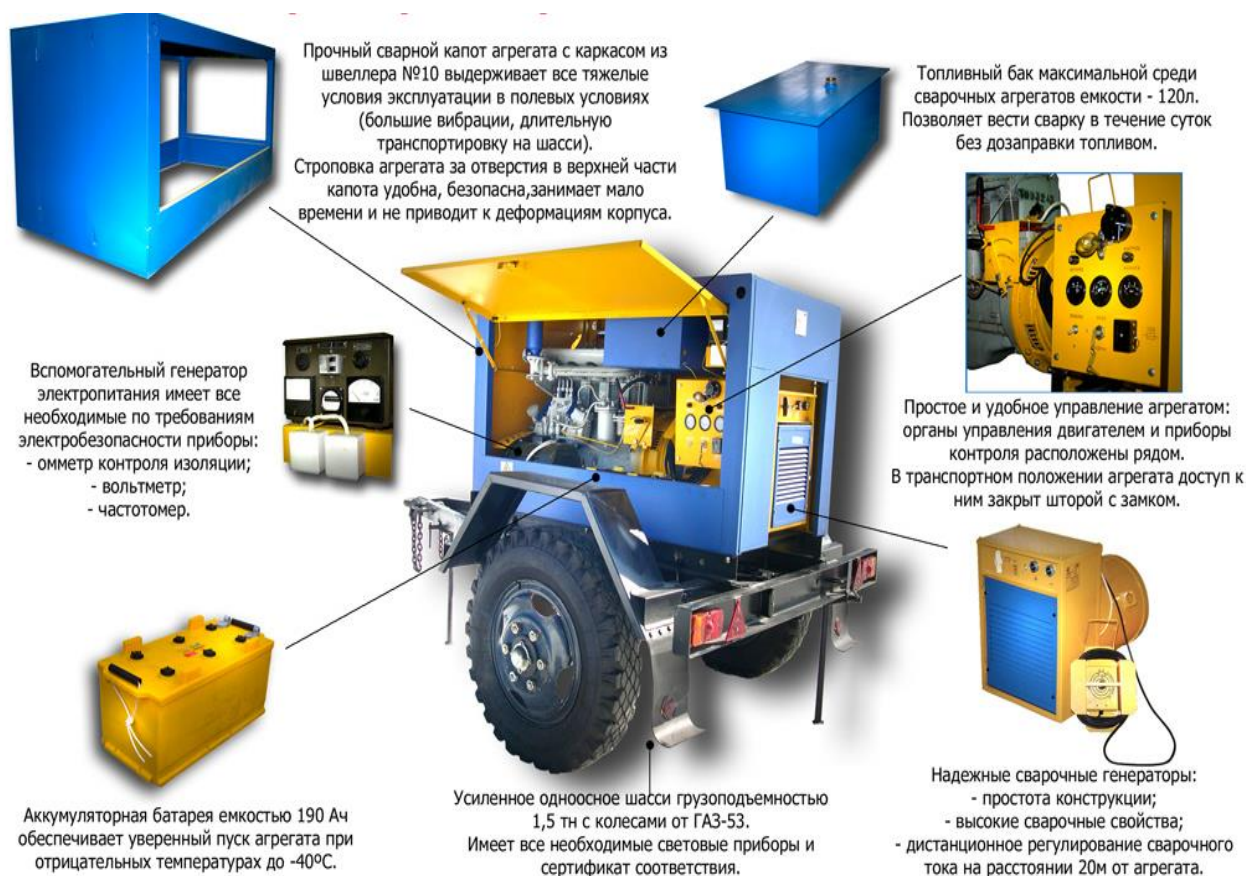 Прочный сварной капот агрегата с каркасом из
швеллера №10 выдерживает все тяжелые
условия эксплуатации в полевых условиях
(большие вибрации, длительную
транспортировку на шасси).
Строповка агрегата за отверстия в верхней части
капота удобна, безопасна,занимает мало
времени и не приводит к деформациям корпуса.
Топливный бак максимальной среди
сварочных агрегатов емкости - 120л.
Позволяет вести сварку в течение суток
без дозаправки топливом.
Вспомогательный генератор
электропитания имеет все
необходимые по требованиям
электробезопасности приборы:
- омметр контроля изоляции;
- вольтметр;
- частотомер.
Простое и удобное управление агрегатом:
органы управления двигателем и приборы
контроля расположены рядом.
В транспортном положении агрегата доступ к
ним закрыт шторой с замком.
Аккумуляторная батарея емкостью 190 Ач
обеспечивает уверенный пуск агрегата при
отрицательных температурах до -40ºС.
Усиленное одноосное шасси грузоподъемностью
1,5 тн с колесами от ГАЗ-53.
Имеет все необходимые световые приборы и
сертификат соответствия.
Надежные сварочные генераторы:
- простота конструкции;
- высокие сварочные свойства;
- дистанционное регулирование сварочного
тока на расстоянии 20м от агрегата.